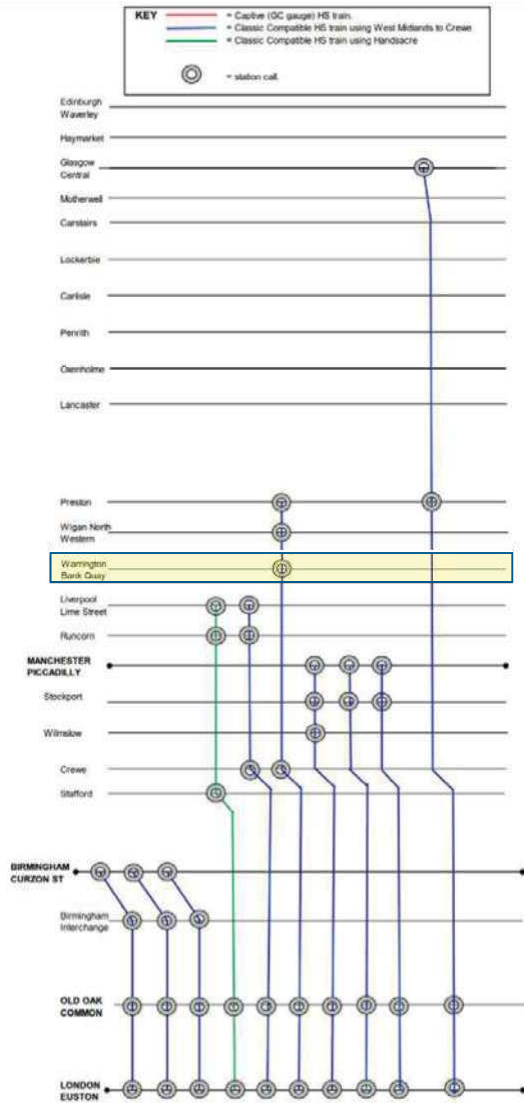 KEY
= Captive (GC gauge) HS train.
= Classic Compatible HS train using West Midlands to Crewe
= Classic Compatible HS train using Handsacre
= station call.
Edinburgh
Waverley
Haymarket
Glasgow
Central
Motherwell
Carstairs
Lockerbie
Carlisle
Penrith
Oxenholme
Lancaster
Preston
Wigan North
Western
Warrington
Bank Quay
Liverpool
Lime Street
Runcorn
MANCHESTER
PICCADILLY
Stockport
Wilmslow
Crewe
Stafford
BIRMINGHAM
CURZON ST
Birmingham
Interchange
OLD OAK
COMMON
LONDON
EUSTON